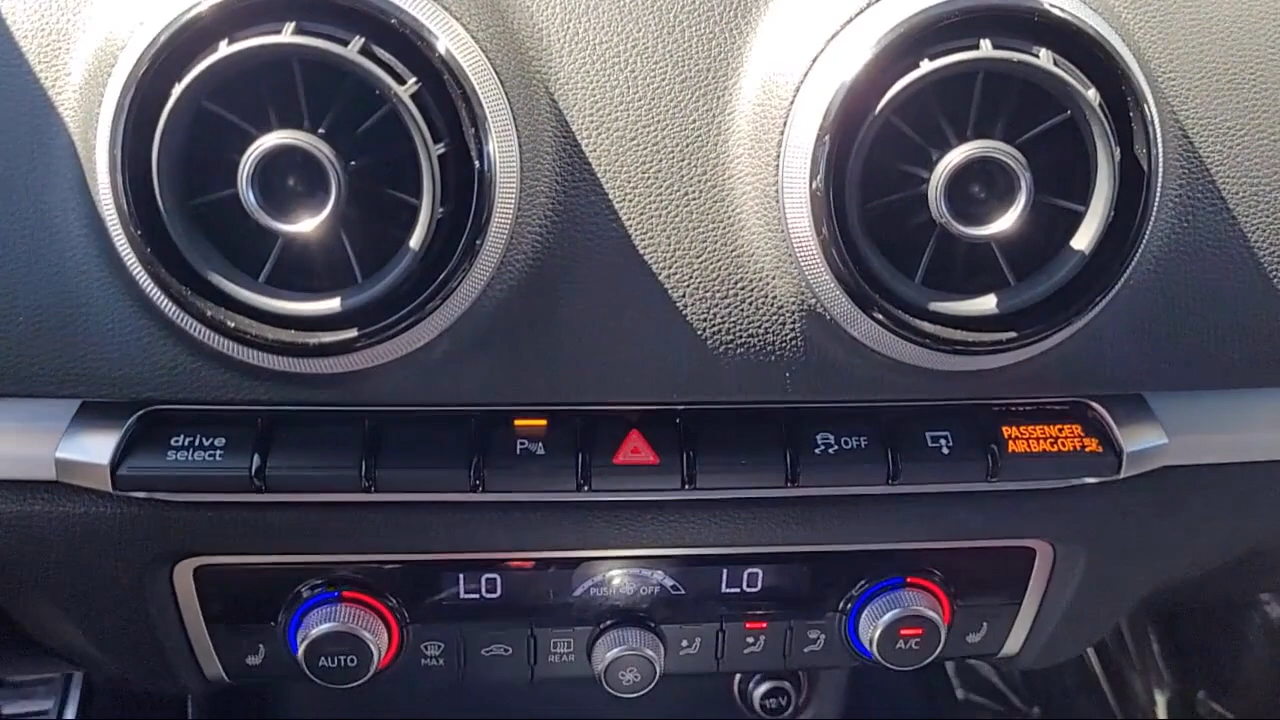 drive
select
P
OFF
PASSENGER
AIRBAG OFF
LO
PUSH OFF
LO
AUTO
MAX
REAR
A/C
12V